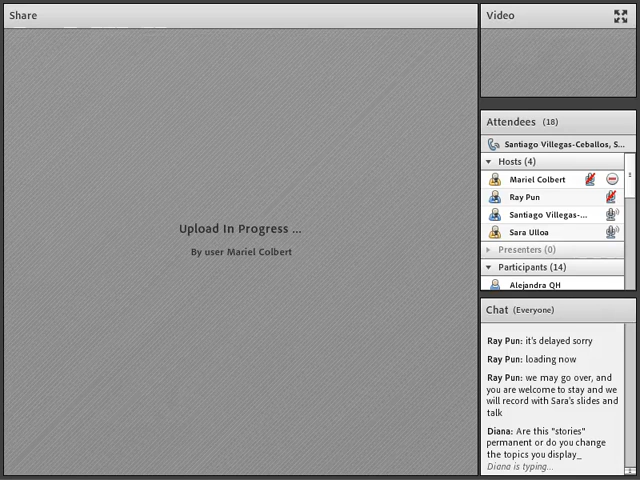 Share
Upload In Progress ...
By user Mariel Colbert
Video
Attendees (18)
Santiago Villegas-Ceballos, S...
Hosts (4)
Mariel Colbert
Ray Pun
Santiago Villegas-...
Sara Ulloa
Presenters (0)
Participants (14)
Alejandra QH
Chat (Everyone)
Ray Pun: it's delayed sorry
Ray Pun: loading now
Ray Pun: we may go over, and
you are welcome to stay and we
will record with Sara's slides and
talk
Diana: Are this "stories"
permanent or do you change
the topics you display_
Diana is typing...